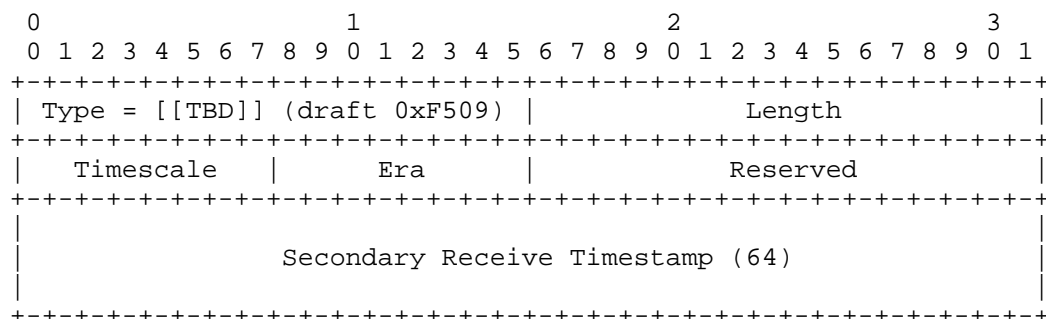 0                   1                   2                   3
 0 1 2 3 4 5 6 7 8 9 0 1 2 3 4 5 6 7 8 9 0 1 2 3 4 5 6 7 8 9 0 1
+-+-+-+-+-+-+-+-+-+-+-+-+-+-+-+-+-+-+-+-+-+-+-+-+-+-+-+-+-+-+-+-+
| Type = [[TBD]] (draft 0xF509) |             Length            |
+-+-+-+-+-+-+-+-+-+-+-+-+-+-+-+-+-+-+-+-+-+-+-+-+-+-+-+-+-+-+-+-+
|   Timescale   |      Era      |            Reserved           |
+-+-+-+-+-+-+-+-+-+-+-+-+-+-+-+-+-+-+-+-+-+-+-+-+-+-+-+-+-+-+-+-+
|                                                               |
|                Secondary Receive Timestamp (64)               |
|                                                               |
+-+-+-+-+-+-+-+-+-+-+-+-+-+-+-+-+-+-+-+-+-+-+-+-+-+-+-+-+-+-+-+-+